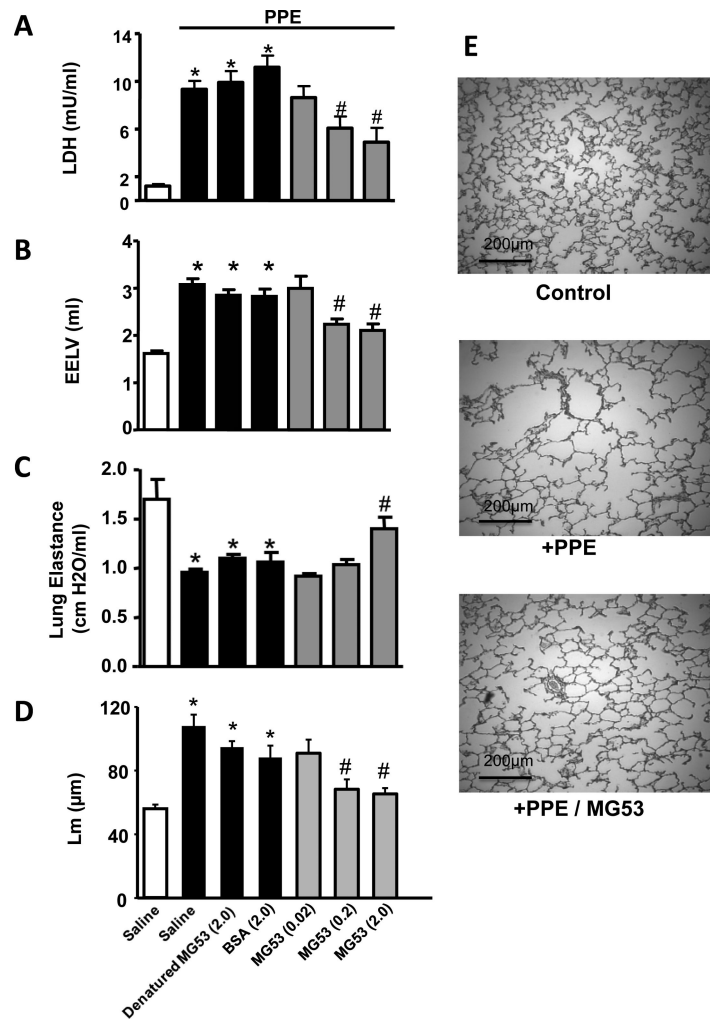 A
PPE
LDH (mU/ml)
14
10
6
2
0
*
*
*
#
#
B
EELV (ml)
4
3
2
1
0
*
*
*
#
#
C
Lung Elastance
(cm H2O/ml)
2.0
1.5
1.0
0.5
0.0
*
*
*
#
D
Lm (µm)
120
80
40
0
*
*
*
#
#
Saline
Saline
Denatured MG53 (2.0)
BSA (2.0)
MG53 (0.02)
MG53 (0.2)
MG53 (2.0)
E
200µm
Control
200µm
+PPE
200µm
+PPE / MG53